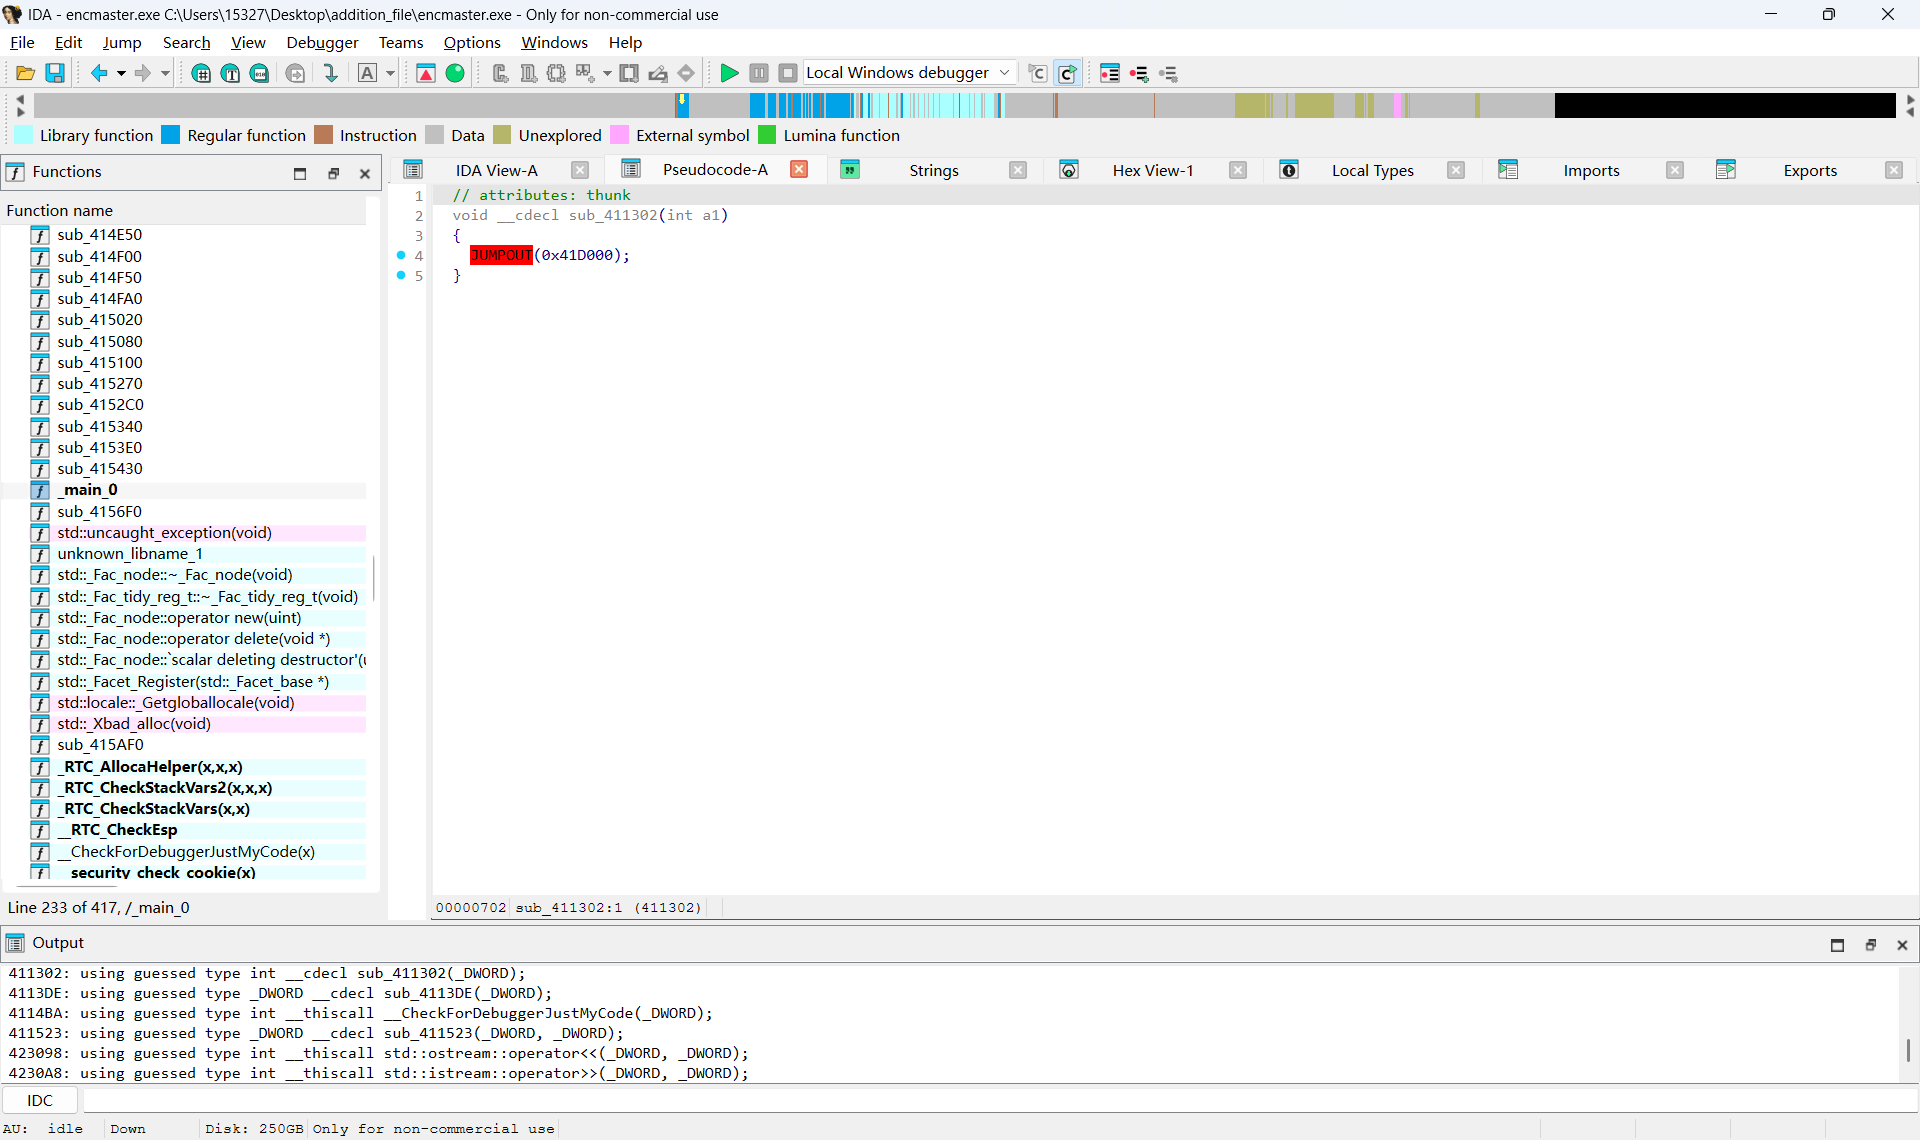 IDA - encmaster.exe C:\Users\15327\Desktop\addition_file\encmaster.exe - Only for non-commercial use
File Edit Jump Search View Debugger Teams Options Windows Help
Local Windows debugger
Library function Regular function Instruction Data Unexplored External symbol Lumina function
Functions
Function name
sub_414E50
sub_414F00
sub_414F50
sub_414FA0
sub_415020
sub_415080
sub_415100
sub_415270
sub_4152C0
sub_415340
sub_4153E0
sub_415430
_main_0
sub_4156F0
std::uncaught_exception(void)
unknown_libname_1
std::_Fac_node::~_Fac_node(void)
std::_Fac_tidy_reg_t::~_Fac_tidy_reg_t(void)
std::_Fac_node::operator new(uint)
std::_Fac_node::operator delete(void *)
std::_Fac_node::`scalar deleting destructor'(
std::_Facet_Register(std::_Facet_base *)
std::locale::_Getgloballocale(void)
std::_Xbad_alloc(void)
sub_415AF0
_RTC_AllocaHelper(x,x,x)
_RTC_CheckStackVars2(x,x,x)
_RTC_CheckStackVars(x,x)
__RTC_CheckEsp
__CheckForDebuggerJustMyCode(x)
__security_check_cookie(x)
Line 233 of 417, /_main_0
IDA View-A Pseudocode-A Strings Hex View-1 Local Types Imports Exports
1 // attributes: thunk
2 void __cdecl sub_411302(int a1)
3 {
4 JUMPOUT(0x41D000);
5 }
00000702 sub_411302:1 (411302)
Output
411302: using guessed type int __cdecl sub_411302(_DWORD);
4113DE: using guessed type _DWORD __cdecl sub_4113DE(_DWORD);
4114BA: using guessed type int __thiscall __CheckForDebuggerJustMyCode(_DWORD);
411523: using guessed type _DWORD __cdecl sub_411523(_DWORD, _DWORD);
423098: using guessed type int __thiscall std::ostream::operator<<(_DWORD, _DWORD);
4230A8: using guessed type int __thiscall std::istream::operator>>(_DWORD, _DWORD);
IDC
AU: idle Down Disk: 250GB Only for non-commercial use